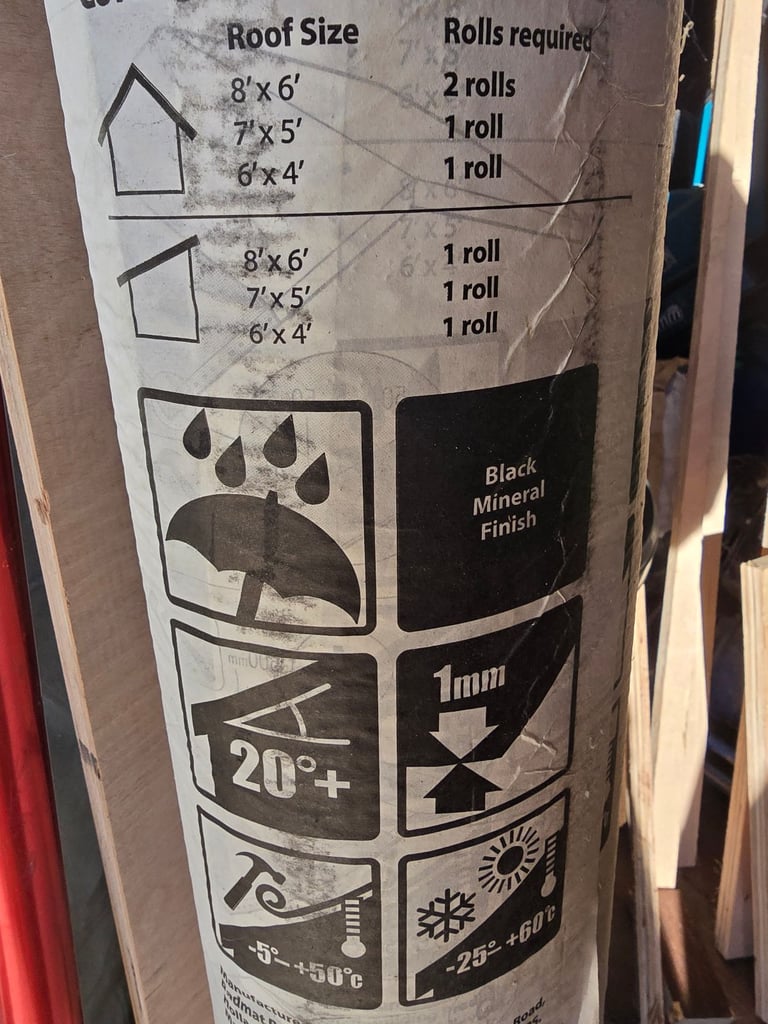 Roof Size Rolls required
8'x 6' 2 rolls
7'x 5' 1 roll
6'x 4' 1 roll
8'x 6' 1 roll
7'x 5' 1 roll
6'x 4' 1 roll
Black
Mineral
Finish
1mm
20°+
-5°– +50°c
-25°– +60°c
Road,